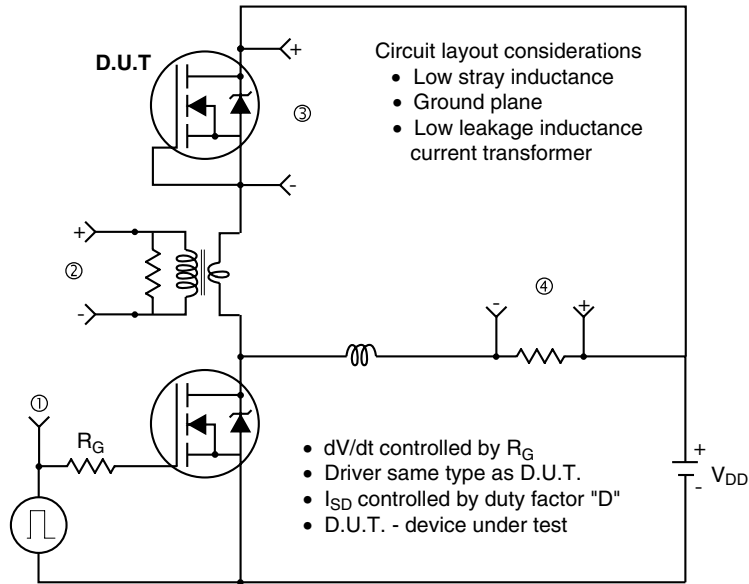 D.U.T
+
Circuit layout considerations
• Low stray inductance
• Ground plane
• Low leakage inductance
current transformer
③
-
+
②
-
④
-
+
①
R_G
• dV/dt controlled by R_G
• Driver same type as D.U.T.
• I_SD controlled by duty factor "D"
• D.U.T. - device under test
+
V_DD
-